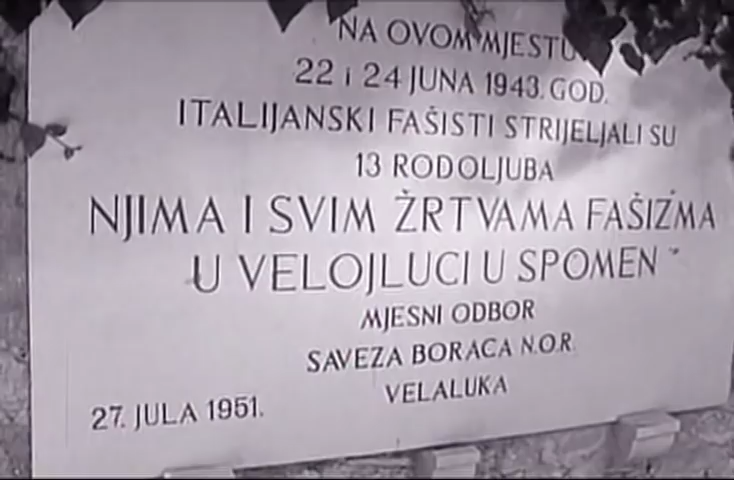 NA OVOM MJESTU
22 i 24 JUNA 1943. GOD.
ITALIJANSKI FAŠISTI STRIJELJALI SU
13 RODOLJUBA
NJIMA I SVIM ŽRTVAMA FAŠIZMA
U VELOJLUCI U SPOMEN
MJESNI ODBOR
SAVEZA BORACA N.O.R.
VELALUKA
27. JULA 1951.